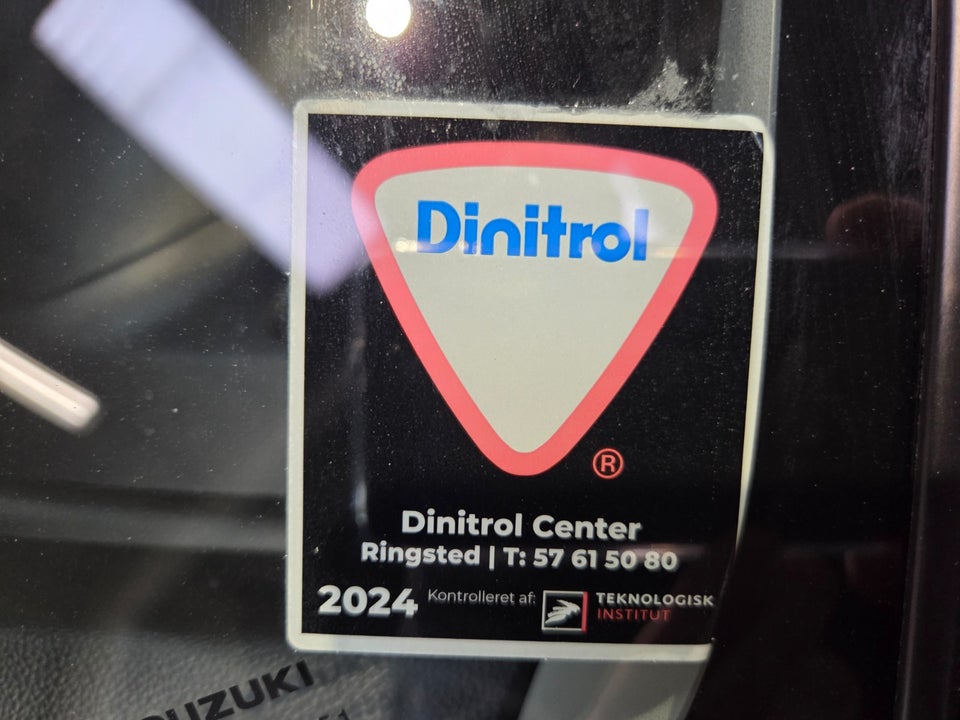 Dinitrol
®
Dinitrol Center
Ringsted | T: 57 61 50 80
2024 Kontrolleret af: TEKNOLOGISK
INSTITUT
SUZUKI